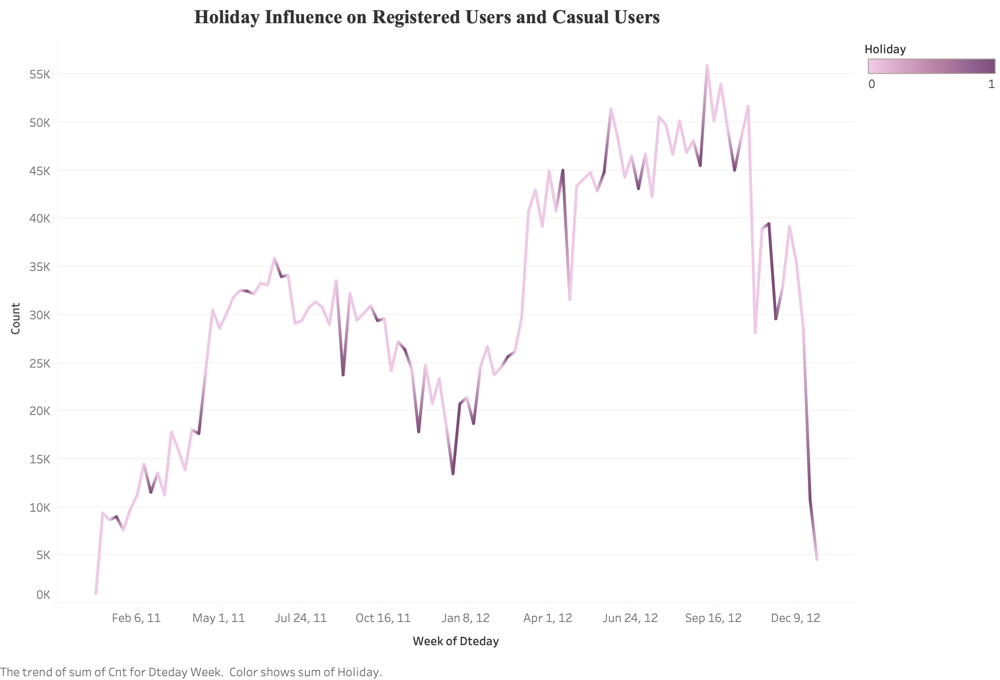 Holiday Influence on Registered Users and Casual Users
Holiday
0 1
55K
50K
45K
40K
35K
30K
25K
20K
15K
10K
5K
0K
Count
Feb 6, 11 May 1, 11 Jul 24, 11 Oct 16, 11 Jan 8, 12 Apr 1, 12 Jun 24, 12 Sep 16, 12 Dec 9, 12
Week of Dteday
The trend of sum of Cnt for Dteday Week. Color shows sum of Holiday.